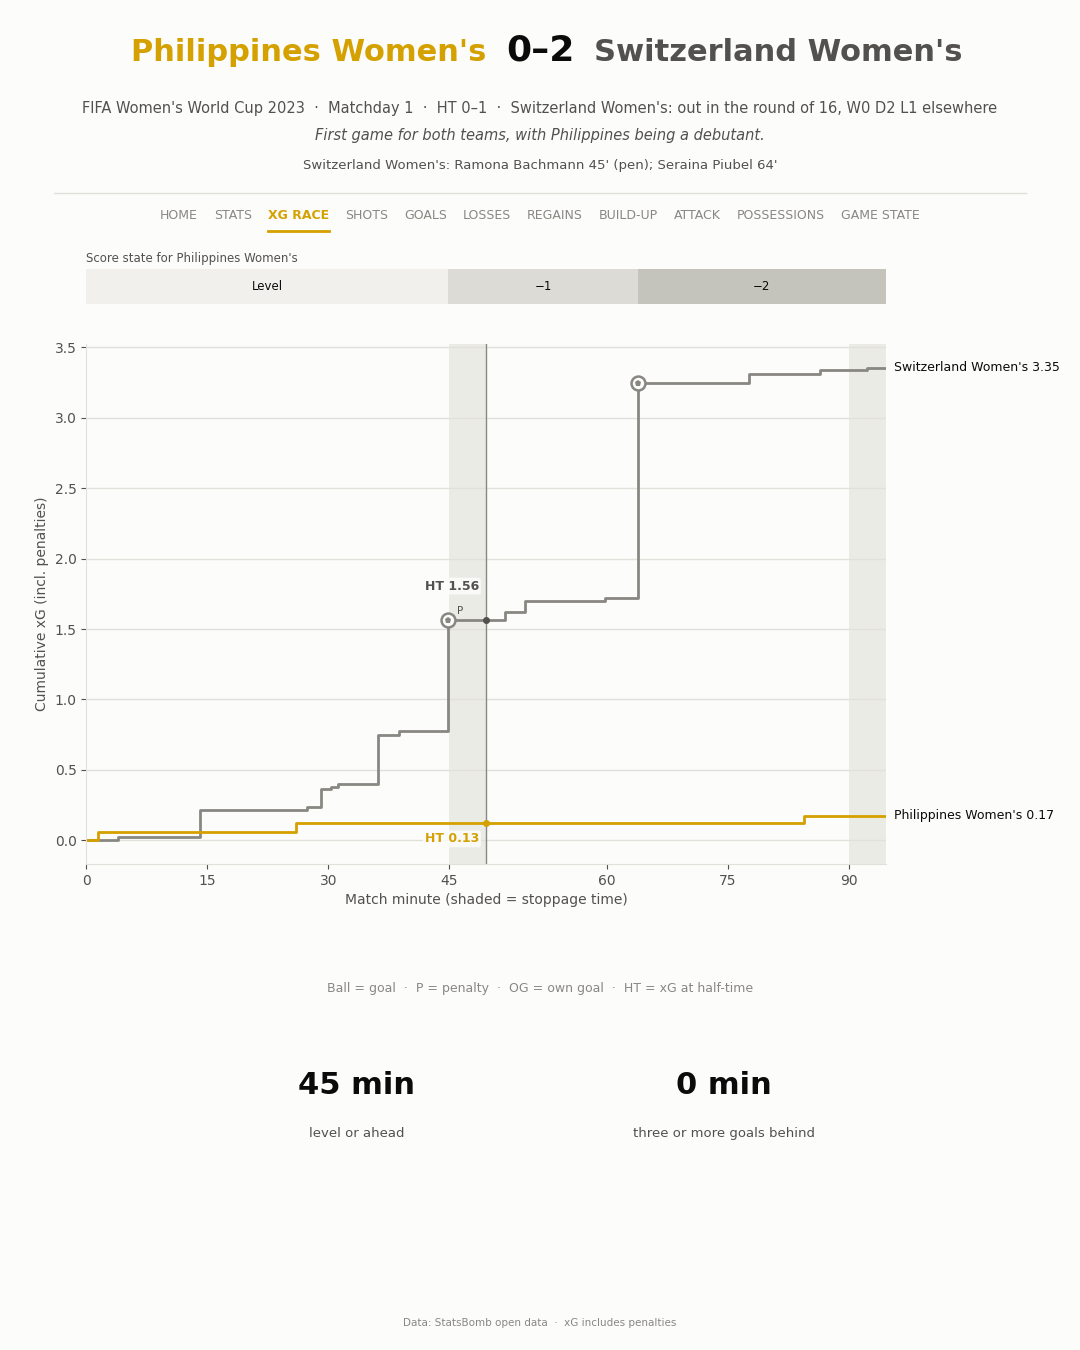 Philippines Women's 0–2 Switzerland Women's
FIFA Women's World Cup 2023 · Matchday 1 · HT 0–1 · Switzerland Women's: out in the round of 16, W0 D2 L1 elsewhere
First game for both teams, with Philippines being a debutant.
Switzerland Women's: Ramona Bachmann 45' (pen); Seraina Piubel 64'
HOME STATS XG RACE SHOTS GOALS LOSSES REGAINS BUILD-UP ATTACK POSSESSIONS GAME STATE
Score state for Philippines Women's
Level −1 −2
3.5
Switzerland Women's 3.35
3.0
2.5
2.0
HT 1.56
P
1.5
1.0
0.5
Philippines Women's 0.17
0.0
HT 0.13
Cumulative xG (incl. penalties)
0 15 30 45 60 75 90
Match minute (shaded = stoppage time)
Ball = goal · P = penalty · OG = own goal · HT = xG at half-time
45 min 0 min
level or ahead three or more goals behind
Data: StatsBomb open data · xG includes penalties